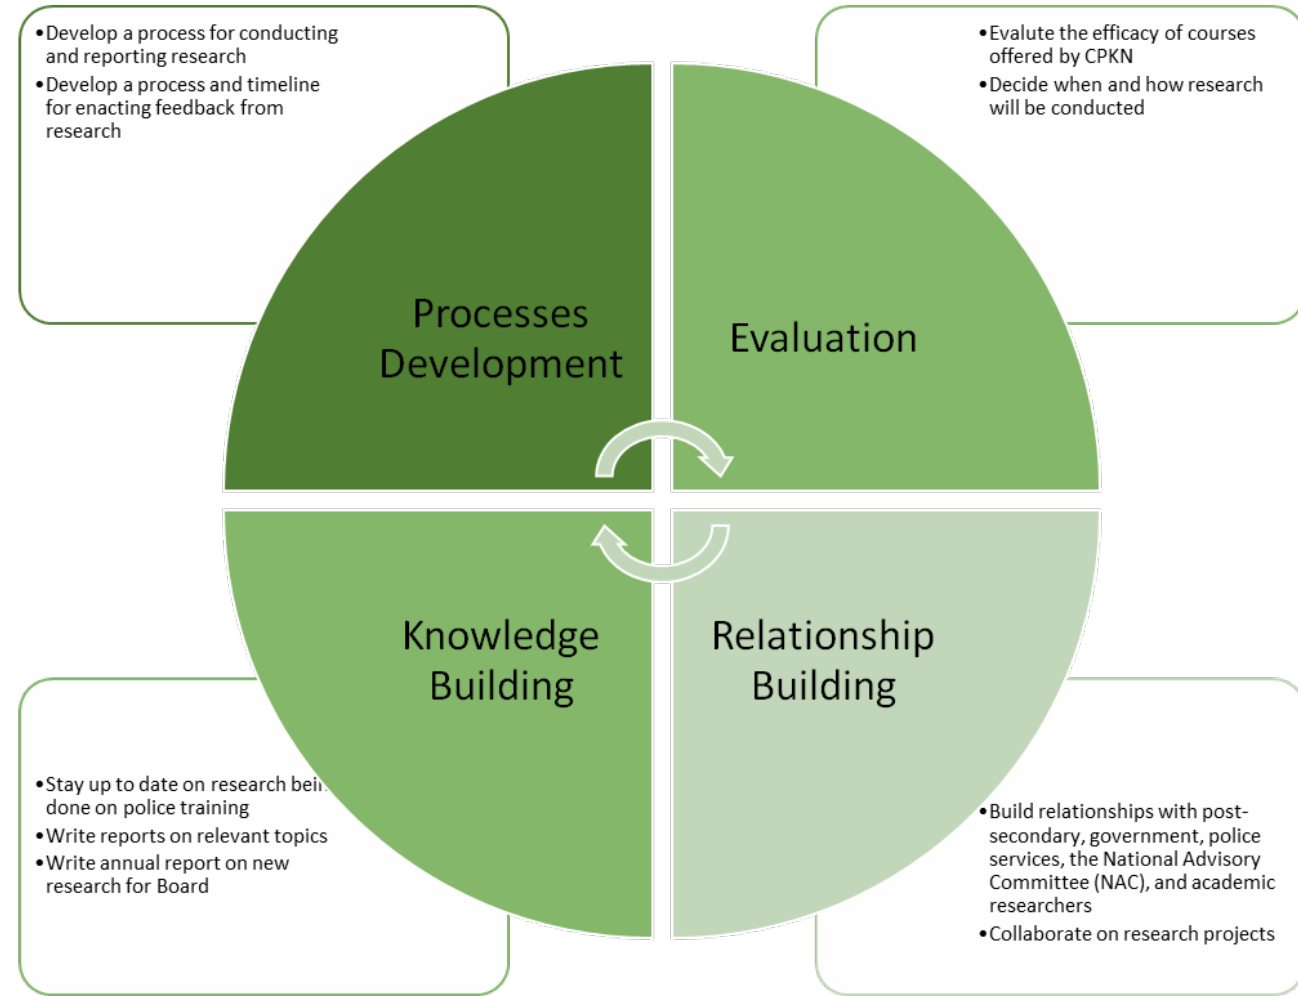 •Develop a process for conducting
and reporting research
•Develop a process and timeline
for enacting feedback from
research
•Evalute the efficacy of courses
offered by CPKN
•Decide when and how research
will be conducted
Processes
Development
Evaluation
Knowledge
Building
Relationship
Building
•Stay up to date on research
done on police training
•Write reports on relevant topics
•Write annual report on new
research for Board
•Build relationships with post-
secondary, government, police
services, the National Advisory
Committee (NAC), and academic
researchers
•Collaborate on research projects